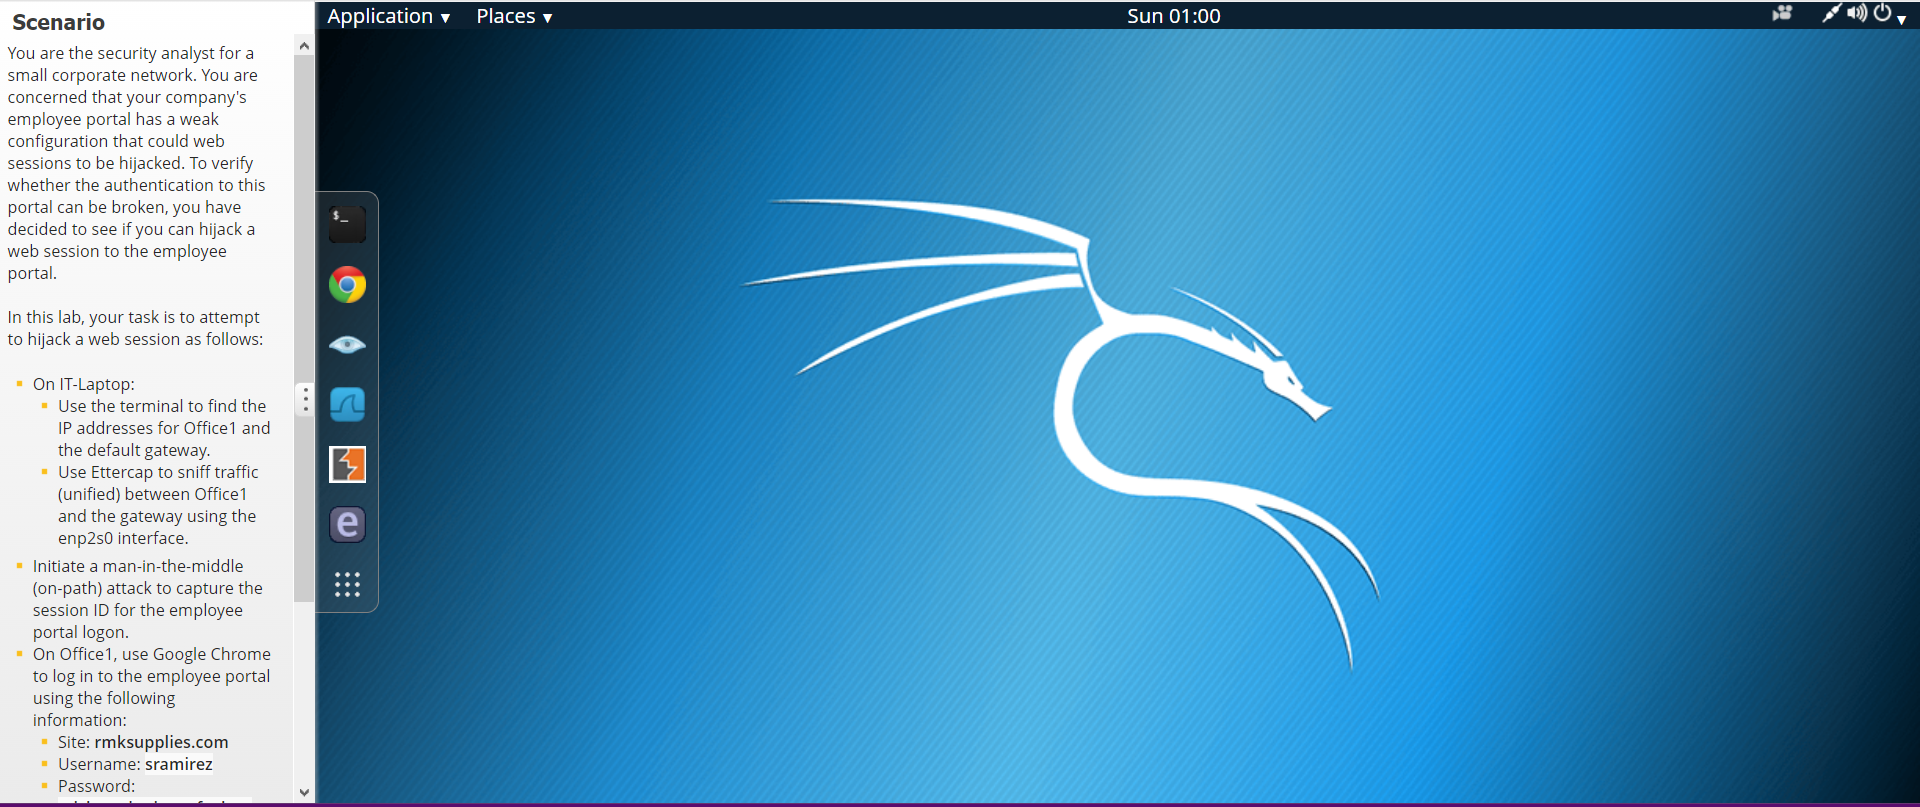 Scenario
You are the security analyst for a
small corporate network. You are
concerned that your company's
employee portal has a weak
configuration that could web
sessions to be hijacked. To verify
whether the authentication to this
portal can be broken, you have
decided to see if you can hijack a
web session to the employee
portal.
In this lab, your task is to attempt
to hijack a web session as follows:
On IT-Laptop:
Use the terminal to find the
IP addresses for Office1 and
the default gateway.
Use Ettercap to sniff traffic
(unified) between Office1
and the gateway using the
enp2s0 interface.
Initiate a man-in-the-middle
(on-path) attack to capture the
session ID for the employee
portal logon.
On Office1, use Google Chrome
to log in to the employee portal
using the following
information:
Site: rmksupplies.com
Username: sramirez
Password:
Application ▾ Places ▾ Sun 01:00
$_
e